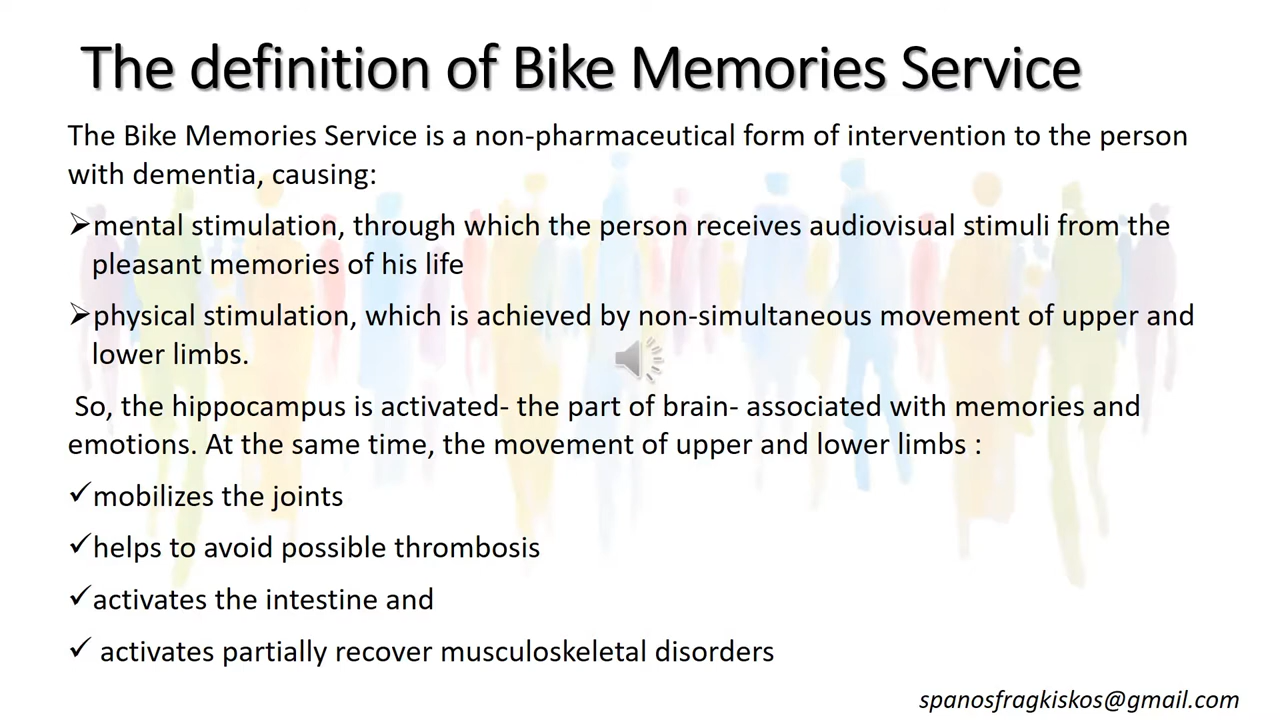 The definition of Bike Memories Service
The Bike Memories Service is a non-pharmaceutical form of intervention to the person
with dementia, causing:
➢mental stimulation, through which the person receives audiovisual stimuli from the
pleasant memories of his life
➢physical stimulation, which is achieved by non-simultaneous movement of upper and
lower limbs.
So, the hippocampus is activated- the part of brain- associated with memories and
emotions. At the same time, the movement of upper and lower limbs :
✓mobilizes the joints
✓helps to avoid possible thrombosis
✓activates the intestine and
✓ activates partially recover musculoskeletal disorders
spanosfragkiskos@gmail.com